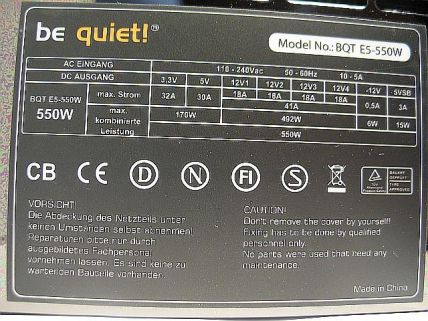 be quiet!™
Model No.: BQT E5-550W
AC EINGANG 110 - 240Vac 50 - 60Hz 10 - 5A
DC AUSGANG 3,3V 5V 12V1 12V2 12V3 12V4 -12V 5VSB
BQT E5-550W max. Strom 32A 30A 18A 18A 18A 18A 0,5A 3A
41A
550W max. kombinierte Leistung 170W 492W 6W 15W
550W
CB CE D N FI S
VORSICHT!
Die Abdeckung des Netzteils unter
keinen Umständen selbst abnehmen!
Reparaturen bitte nur durch
ausgebildetes Fachpersonal
vornehmen lassen. Es sind keine zu
wartenden Bauteile vorhanden.
CAUTION!
Don't remove the cover by yourself!
Fixing has to be done by qualified
personnel only.
No parts were used that need any
maintenance.
Made in China